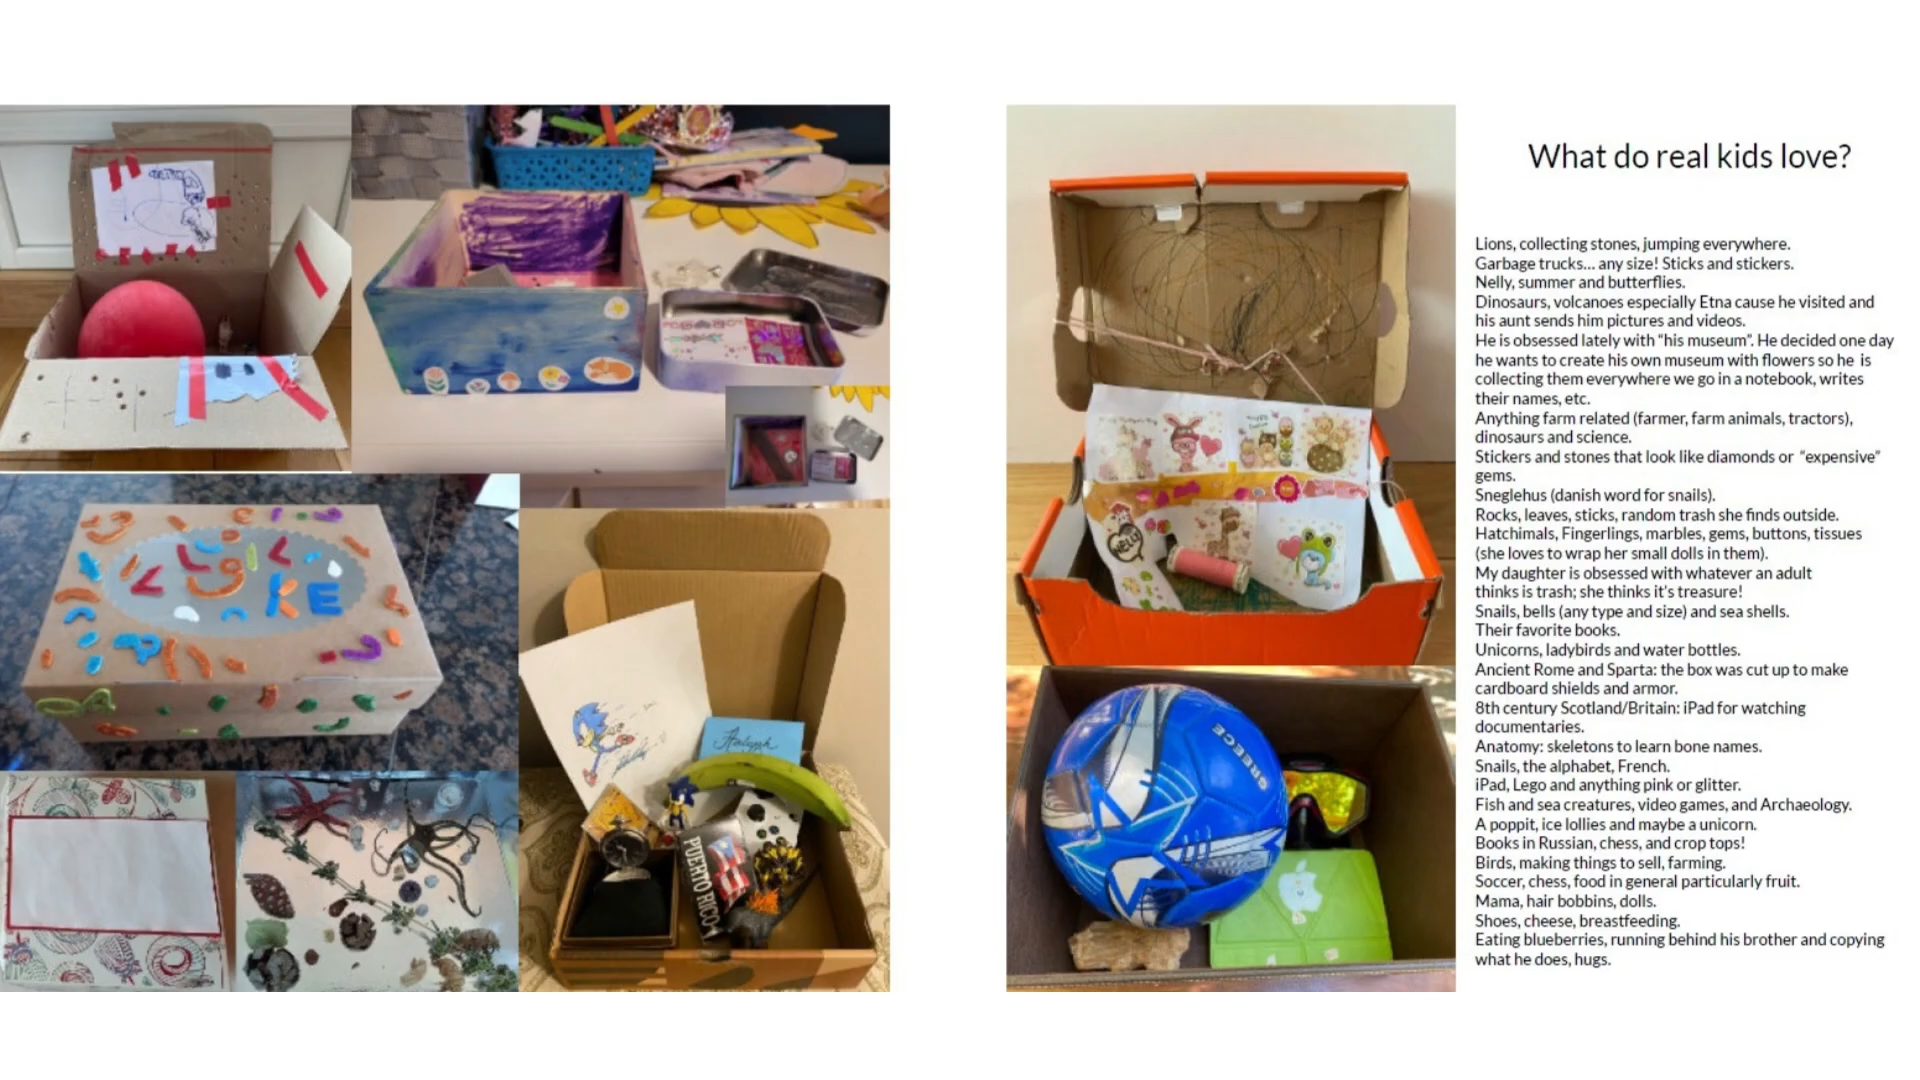 I LIKE
PUERTO RICO
NELLY
GREECE
What do real kids love?
Lions, collecting stones, jumping everywhere.
Garbage trucks... any size! Sticks and stickers.
Nelly, summer and butterflies.
Dinosaurs, volcanoes especially Etna cause he visited and
his aunt sends him pictures and videos.
He is obsessed lately with "his museum". He decided one day
he wants to create his own museum with flowers so he is
collecting them everywhere we go in a notebook, writes
their names, etc.
Anything farm related (farmer, farm animals, tractors),
dinosaurs and science.
Stickers and stones that look like diamonds or "expensive"
gems.
Sneglehus (danish word for snails).
Rocks, leaves, sticks, random trash she finds outside.
Hatchimals, Fingerlings, marbles, gems, buttons, tissues
(she loves to wrap her small dolls in them).
My daughter is obsessed with whatever an adult
thinks is trash; she thinks it's treasure!
Snails, bells (any type and size) and sea shells.
Their favorite books.
Unicorns, ladybirds and water bottles.
Ancient Rome and Sparta: the box was cut up to make
cardboard shields and armor.
8th century Scotland/Britain: iPad for watching
documentaries.
Anatomy: skeletons to learn bone names.
Snails, the alphabet, French.
iPad, Lego and anything pink or glitter.
Fish and sea creatures, video games, and Archaeology.
A poppit, ice lollies and maybe a unicorn.
Books in Russian, chess, and crop tops!
Birds, making things to sell, farming.
Soccer, chess, food in general particularly fruit.
Mama, hair bobbins, dolls.
Shoes, cheese, breastfeeding.
Eating blueberries, running behind his brother and copying
what he does, hugs.